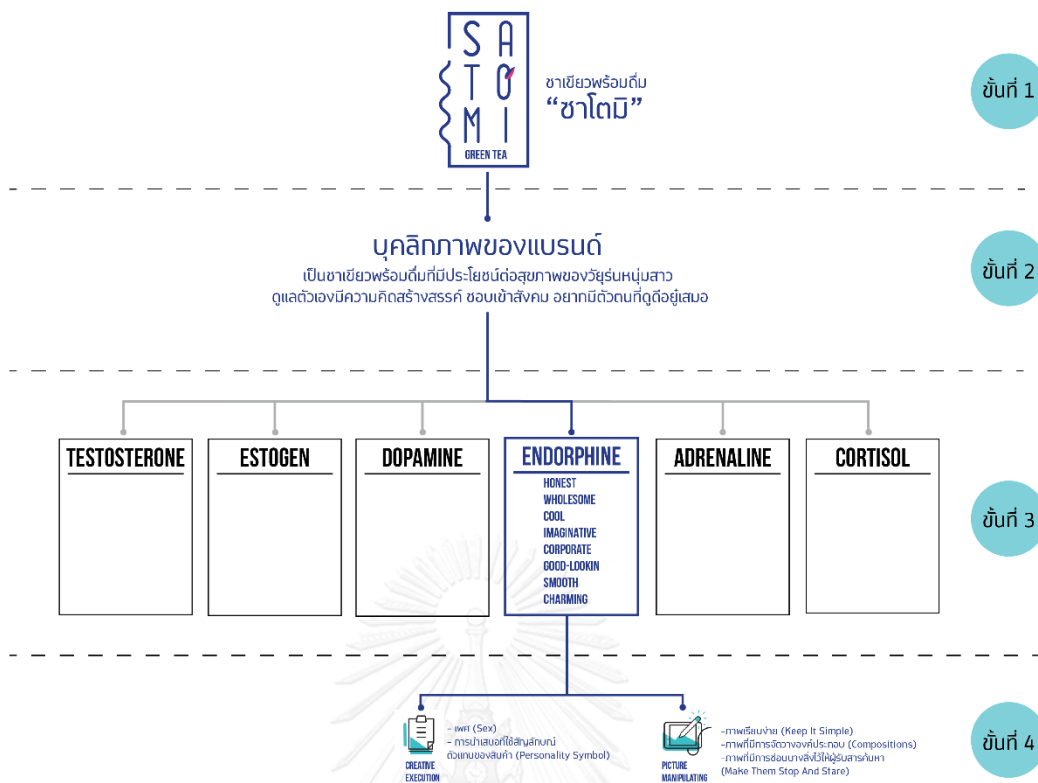 SA
TO
MI
GREEN TEA
ชาเขียวพร้อมดื่ม
“ซาโตมิ”
ขั้นที่ 1
บุคลิกภาพของแบรนด์
เป็นชาเขียวพร้อมดื่มที่มีประโยชน์ต่อสุขภาพของวัยรุ่นหนุ่มสาว
ดูแลตัวเองมีความคิดสร้างสรรค์ ชอบเข้าสังคม อยากมีตัวตนที่ดูดีอยู่เสมอ
ขั้นที่ 2
TESTOSTERONE
ESTOGEN
DOPAMINE
ENDORPHINE
HONEST
WHOLESOME
COOL
IMAGINATIVE
CORPORATE
GOOD-LOOKIN
SMOOTH
CHARMING
ADRENALINE
CORTISOL
ขั้นที่ 3
CREATIVE
EXECUTION
- เพศ (Sex)
- การนำเสนอที่ใช้สัญลักษณ์
ตัวแทนของสินค้า (Personality Symbol)
PICTURE
MANIPULATING
-ภาพเรียบง่าย (Keep It Simple)
-ภาพที่มีการจัดวางองค์ประกอบ (Compositions)
-ภาพที่มีการซ่อนบางสิ่งไว้ให้ผู้รับสารค้นหา
(Make Them Stop And Stare)
ขั้นที่ 4